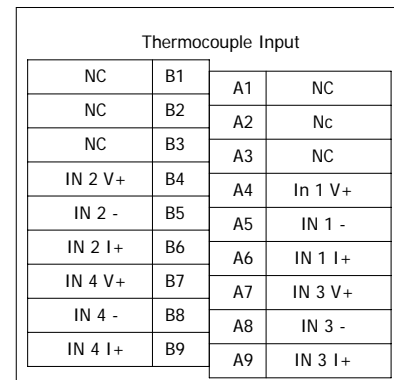 Thermocouple Input
NC B1
A1 NC
NC B2
A2 Nc
NC B3
A3 NC
IN 2 V+ B4
A4 In 1 V+
IN 2 - B5
A5 IN 1 -
IN 2 I+ B6
A6 IN 1 I+
IN 4 V+ B7
A7 IN 3 V+
IN 4 - B8
A8 IN 3 -
IN 4 I+ B9
A9 IN 3 I+